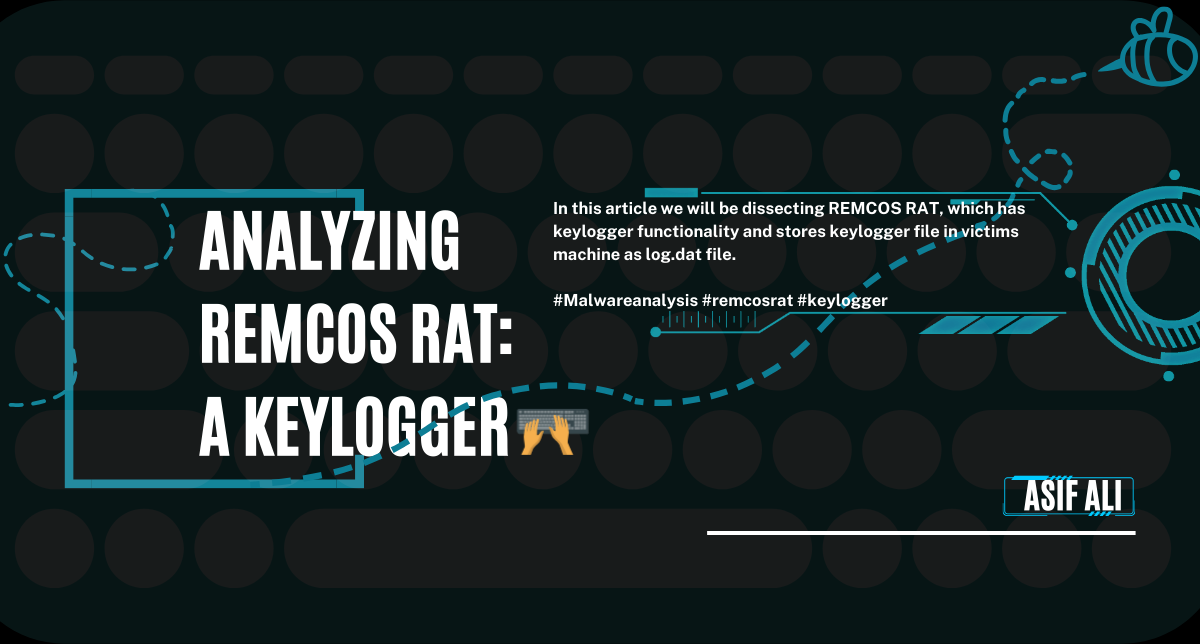 ANALYZING
REMCOS RAT:
A KEYLOGGER
In this article we will be dissecting REMCOS RAT, which has
keylogger functionality and stores keylogger file in victims
machine as log.dat file.
#Malwareanalysis #remcosrat #keylogger
ASIF ALI